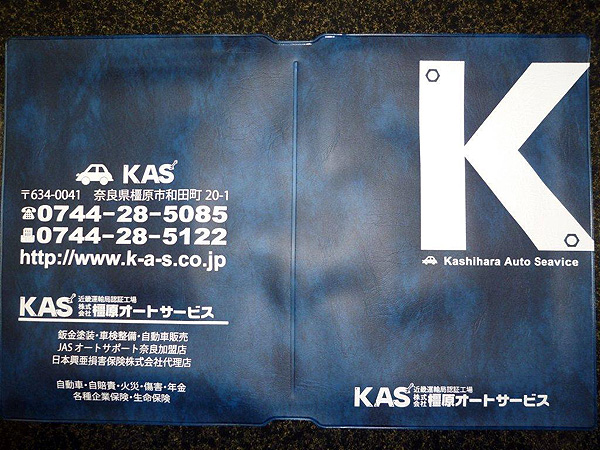 KAS
〒634-0041 奈良県橿原市和田町 20-1
☎0744-28-5085
0744-28-5122
http://www.k-a-s.co.jp
KAS 近畿運輸局認証工場 株式会社 橿原オートサービス
鈑金塗装・車検整備・自動車販売
JAS オートサポート奈良加盟店
日本興亜損害保険株式会社代理店
自動車・自賠責・火災・傷害・年金
各種企業保険・生命保険
K
Kashihara Auto Seavice
KAS 近畿運輸局認証工場 株式会社 橿原オートサービス